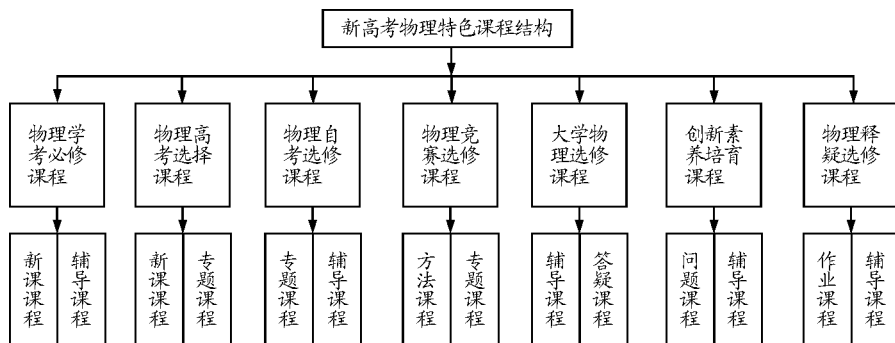 新高考物理特色课程结构
物理学
考必修
课程
物理高
考选择
课程
物理自
考选修
课程
物理竞
赛选修
课程
大学物
理选修
课程
创新素
养培育
课程
物理释
疑选修
课程
新课课程
辅导课程
新课课程
专题课程
专题课程
辅导课程
方法课程
专题课程
辅导课程
答疑课程
问题课程
辅导课程
作业课程
辅导课程